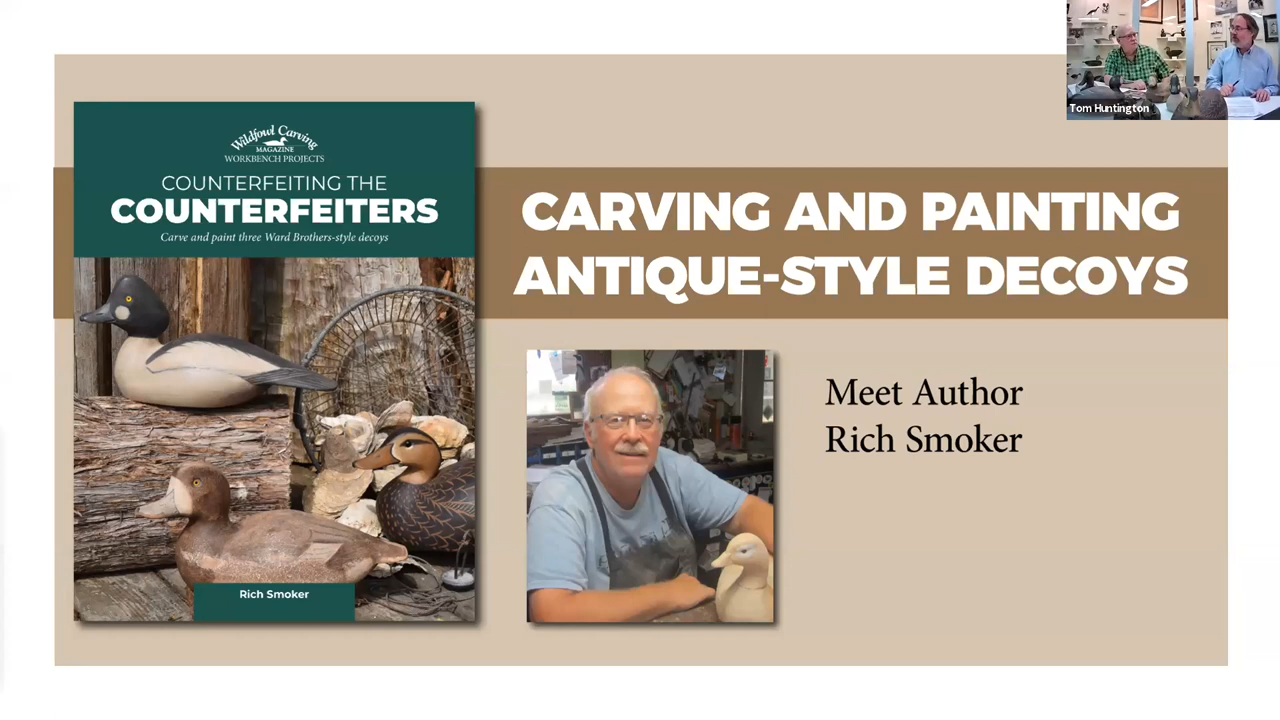 Tom Huntington
Wildfowl Carving
MAGAZINE
WORKBENCH PROJECTS
COUNTERFEITING THE
COUNTERFEITERS
Carve and paint three Ward Brothers-style decoys
Rich Smoker
CARVING AND PAINTING
ANTIQUE-STYLE DECOYS
Meet Author
Rich Smoker